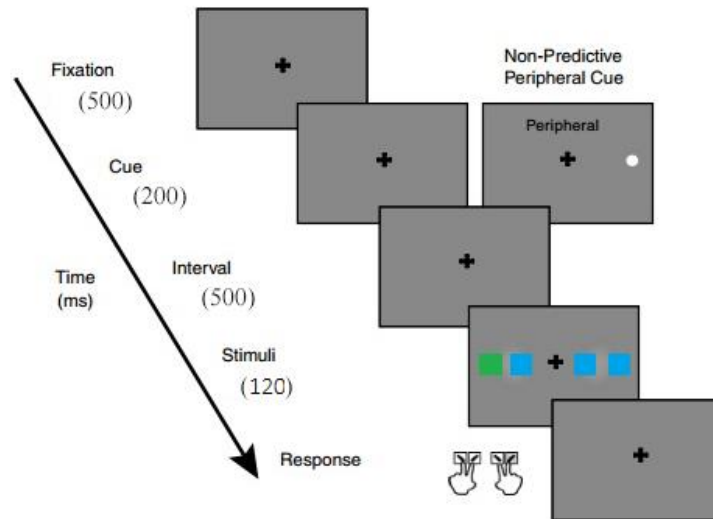 Fixation
(500)
Non-Predictive
Peripheral Cue
Peripheral
Cue
(200)
Interval
(500)
Time
(ms)
Stimuli
(120)
Response